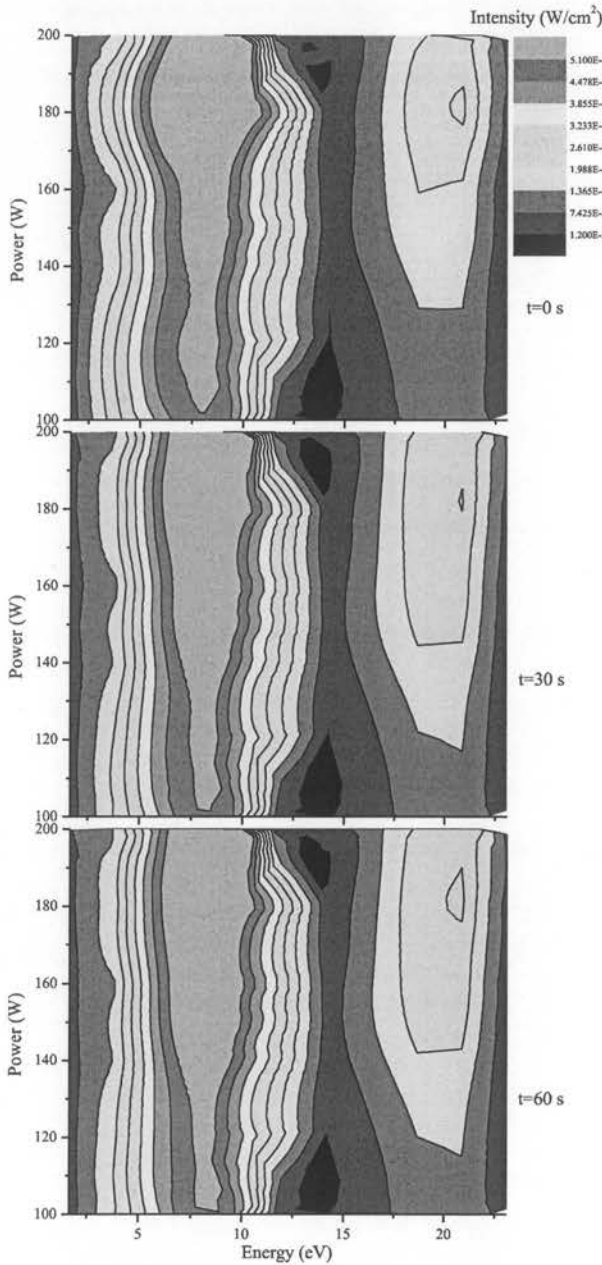 Intensity (W/cm²)
5.100E-
4.478E-
3.855E-
3.233E-
2.610E-
1.988E-
1.365E-
7.425E-
1.200E-
200
180
160
140
120
100
Power (W)
t=0 s
200
180
160
140
120
100
Power (W)
t=30 s
200
180
160
140
120
100
Power (W)
t=60 s
5
10
15
20
Energy (eV)